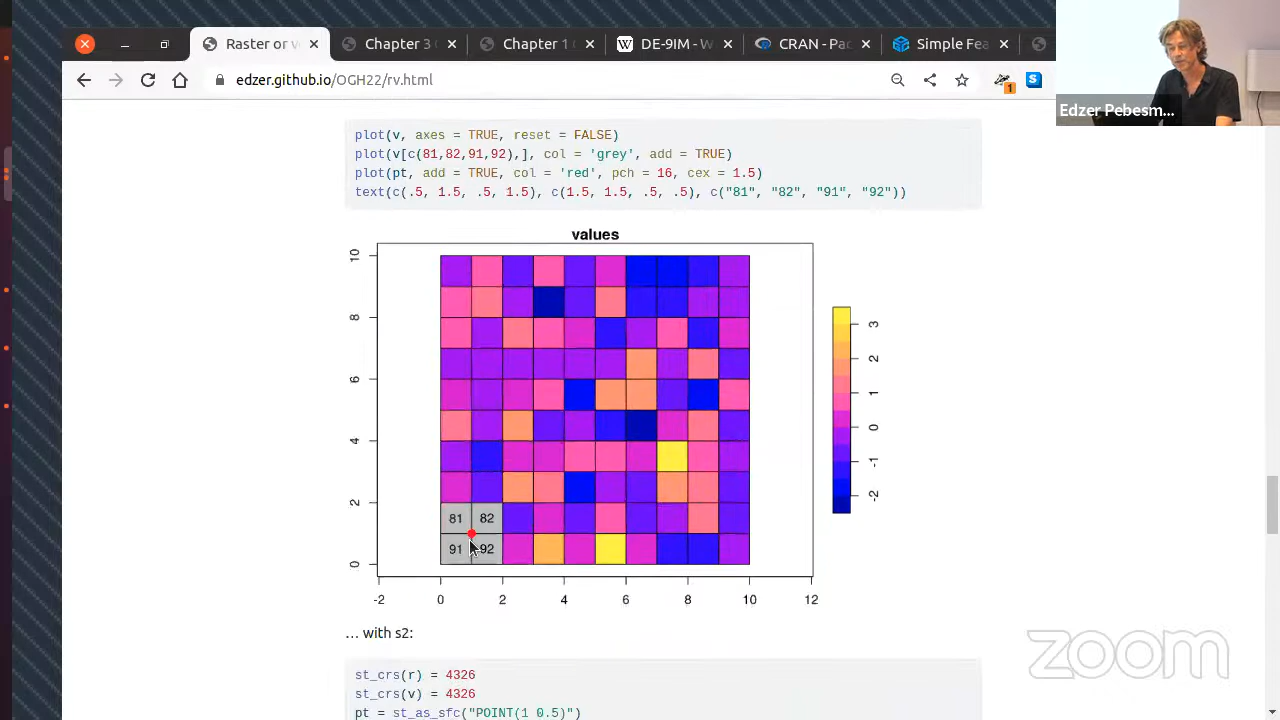 Raster or v
Chapter 3
Chapter 1
DE-9IM - W
CRAN - Pac
Simple Fea
edzer.github.io/OGH22/rv.html
1
S
Edzer Pebesm...
plot(v, axes = TRUE, reset = FALSE)
plot(v[c(81,82,91,92),], col = 'grey', add = TRUE)
plot(pt, add = TRUE, col = 'red', pch = 16, cex = 1.5)
text(c(.5, 1.5, .5, 1.5), c(1.5, 1.5, .5, .5), c("81", "82", "91", "92"))
values
10
8
6
4
2
0
81 82
91 92
-2 0 2 4 6 8 10 12
3
2
1
0
-1
-2
... with s2:
st_crs(r) = 4326
st_crs(v) = 4326
pt = st_as_sfc("POINT(1 0.5)")
zoom